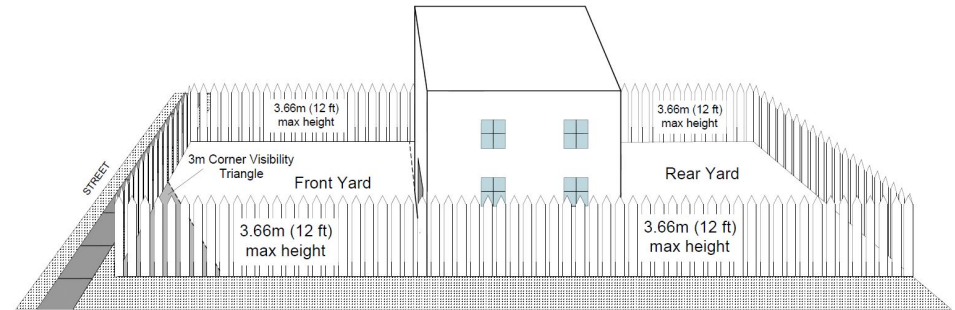 3.66m (12 ft)
max height
3.66m (12 ft)
max height
3m Corner Visibility
Triangle
STREET
Front Yard
Rear Yard
3.66m (12 ft)
max height
3.66m (12 ft)
max height